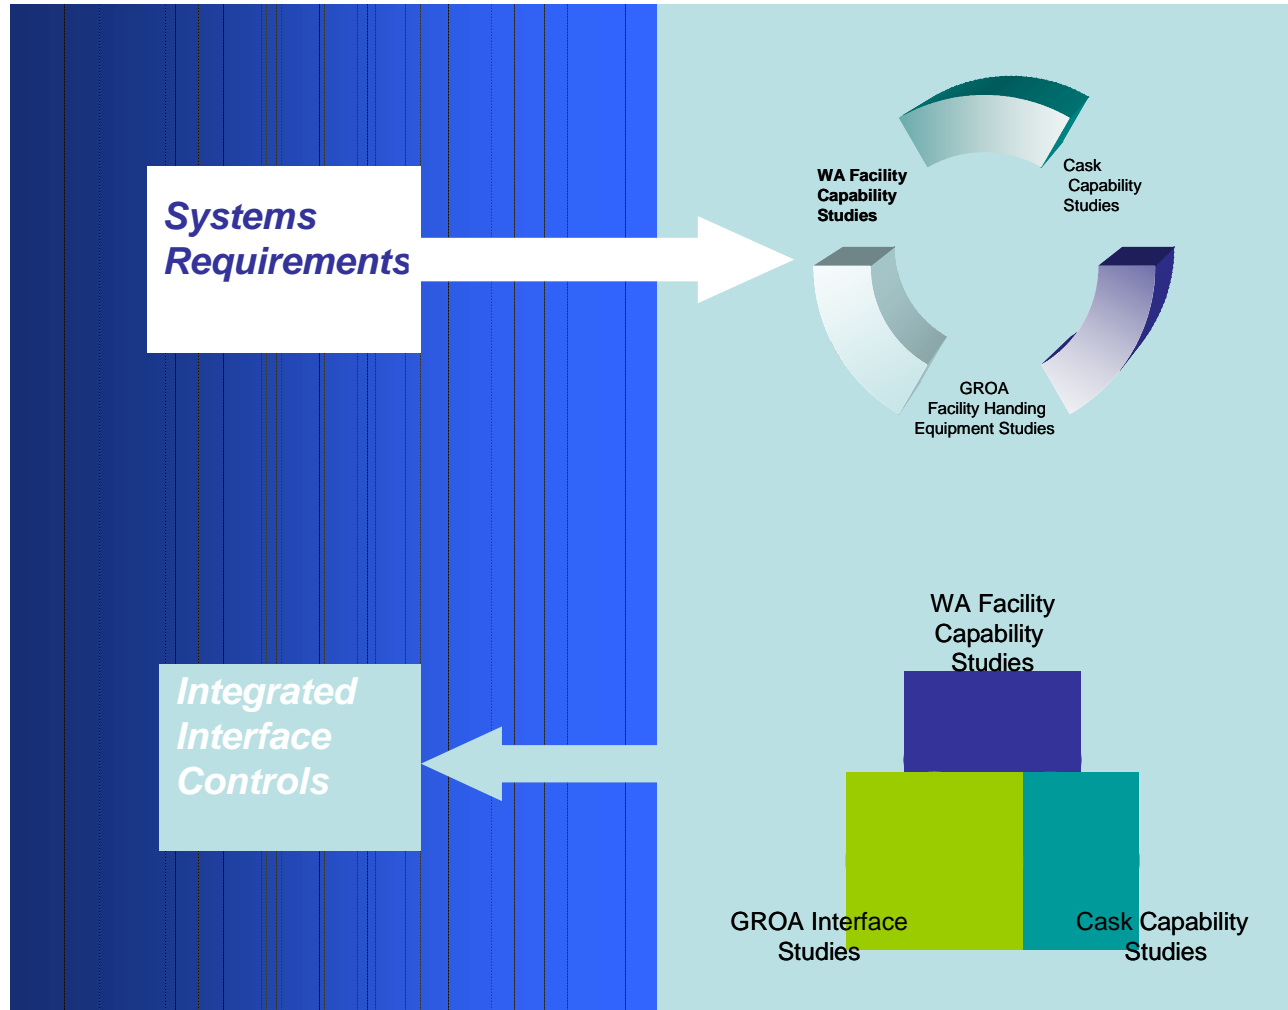 Systems
Requirements
WA Facility
Capability
Studies
Cask
Capability
Studies
GROA
Facility Handing
Equipment Studies
Integrated
Interface
Controls
WA Facility
Capability
Studies
GROA Interface
Studies
Cask Capability
Studies